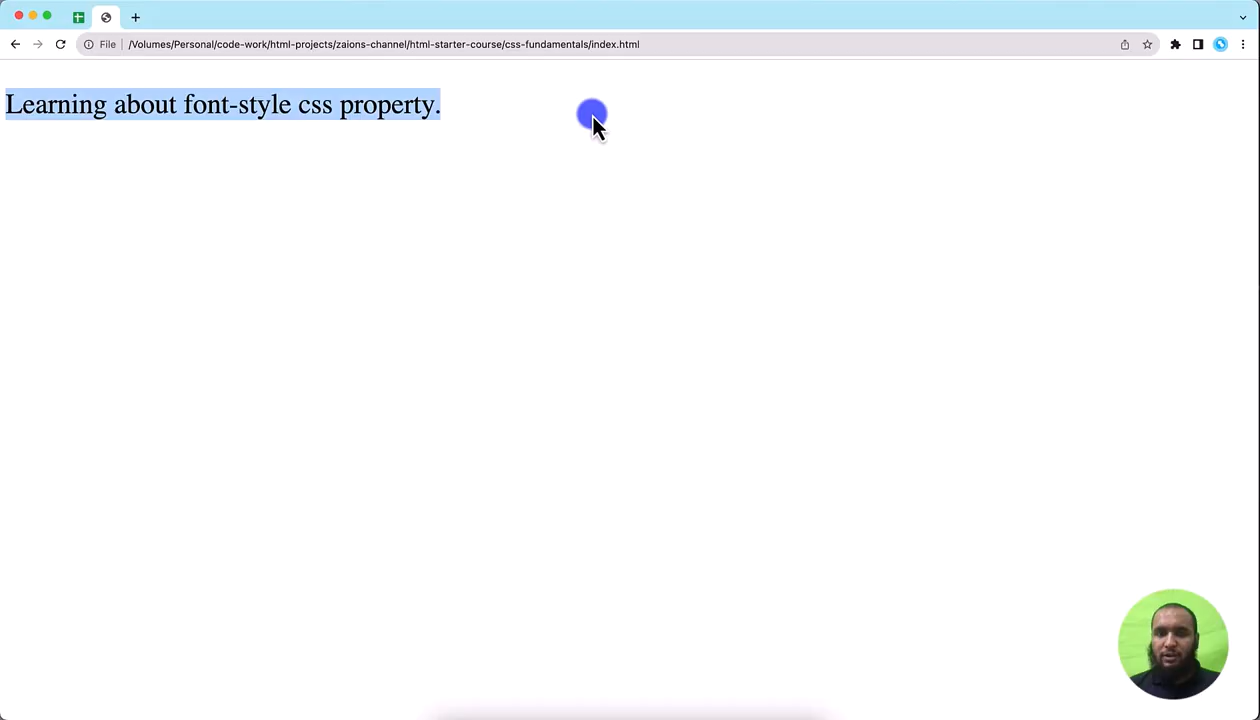 File
/Volumes/Personal/code-work/html-projects/zaions-channel/html-starter-course/css-fundamentals/index.html
Learning about font-style css property.